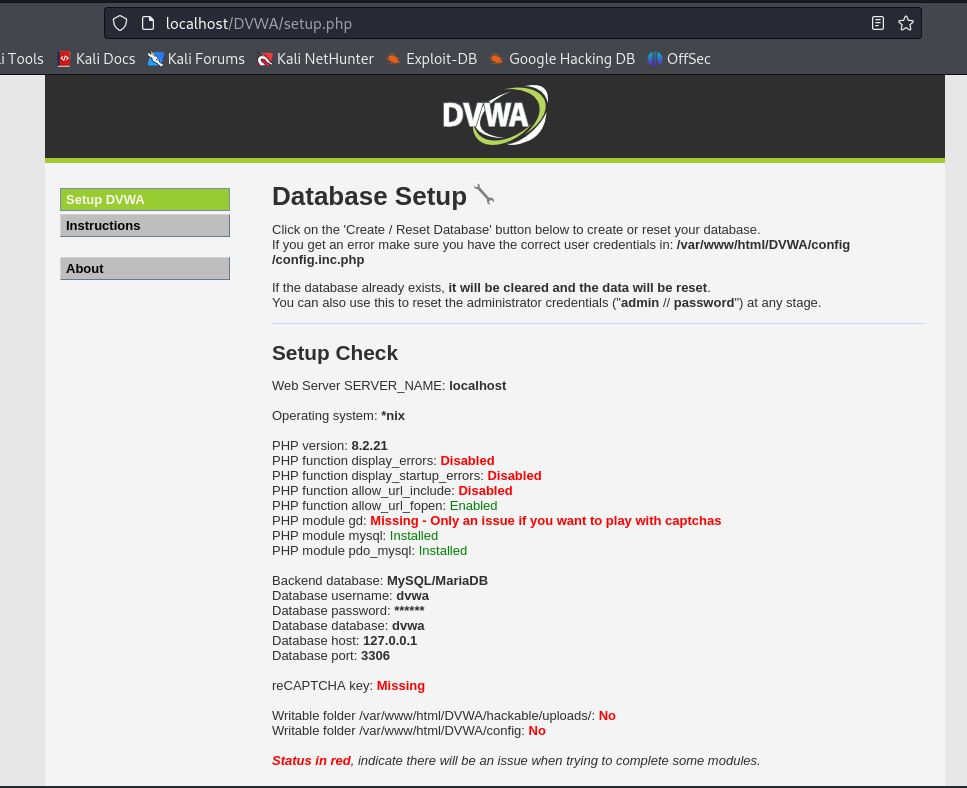 localhost/DVWA/setup.php
i Tools Kali Docs Kali Forums Kali NetHunter Exploit-DB Google Hacking DB OffSec
DVWA
Setup DVWA
Instructions
About
Database Setup
Click on the 'Create / Reset Database' button below to create or reset your database.
If you get an error make sure you have the correct user credentials in: /var/www/html/DVWA/config
/config.inc.php
If the database already exists, it will be cleared and the data will be reset.
You can also use this to reset the administrator credentials ("admin // password") at any stage.
Setup Check
Web Server SERVER_NAME: localhost
Operating system: *nix
PHP version: 8.2.21
PHP function display_errors: Disabled
PHP function display_startup_errors: Disabled
PHP function allow_url_include: Disabled
PHP function allow_url_fopen: Enabled
PHP module gd: Missing - Only an issue if you want to play with captchas
PHP module mysql: Installed
PHP module pdo_mysql: Installed
Backend database: MySQL/MariaDB
Database username: dvwa
Database password: ******
Database database: dvwa
Database host: 127.0.0.1
Database port: 3306
reCAPTCHA key: Missing
Writable folder /var/www/html/DVWA/hackable/uploads/: No
Writable folder /var/www/html/DVWA/config: No
Status in red, indicate there will be an issue when trying to complete some modules.